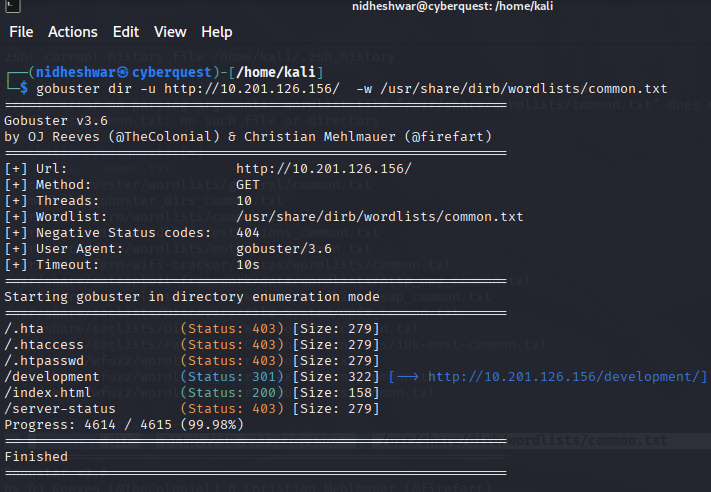 nidheshwar@cyberquest: /home/kali
File Actions Edit View Help
┌──(nidheshwar㉿cyberquest)-[/home/kali]
└─$ gobuster dir -u http://10.201.126.156/  -w /usr/share/dirb/wordlists/common.txt
===============================================================
Gobuster v3.6
by OJ Reeves (@TheColonial) & Christian Mehlmauer (@firefart)
===============================================================
[+] Url:                     http://10.201.126.156/
[+] Method:                  GET
[+] Threads:                 10
[+] Wordlist:                /usr/share/dirb/wordlists/common.txt
[+] Negative Status codes:   404
[+] User Agent:              gobuster/3.6
[+] Timeout:                 10s
===============================================================
Starting gobuster in directory enumeration mode
===============================================================
/.hta                 (Status: 403) [Size: 279]
/.htaccess            (Status: 403) [Size: 279]
/.htpasswd            (Status: 403) [Size: 279]
/development          (Status: 301) [Size: 322] [--> http://10.201.126.156/development/]
/index.html           (Status: 200) [Size: 158]
/server-status        (Status: 403) [Size: 279]
Progress: 4614 / 4615 (99.98%)
===============================================================
Finished
===============================================================